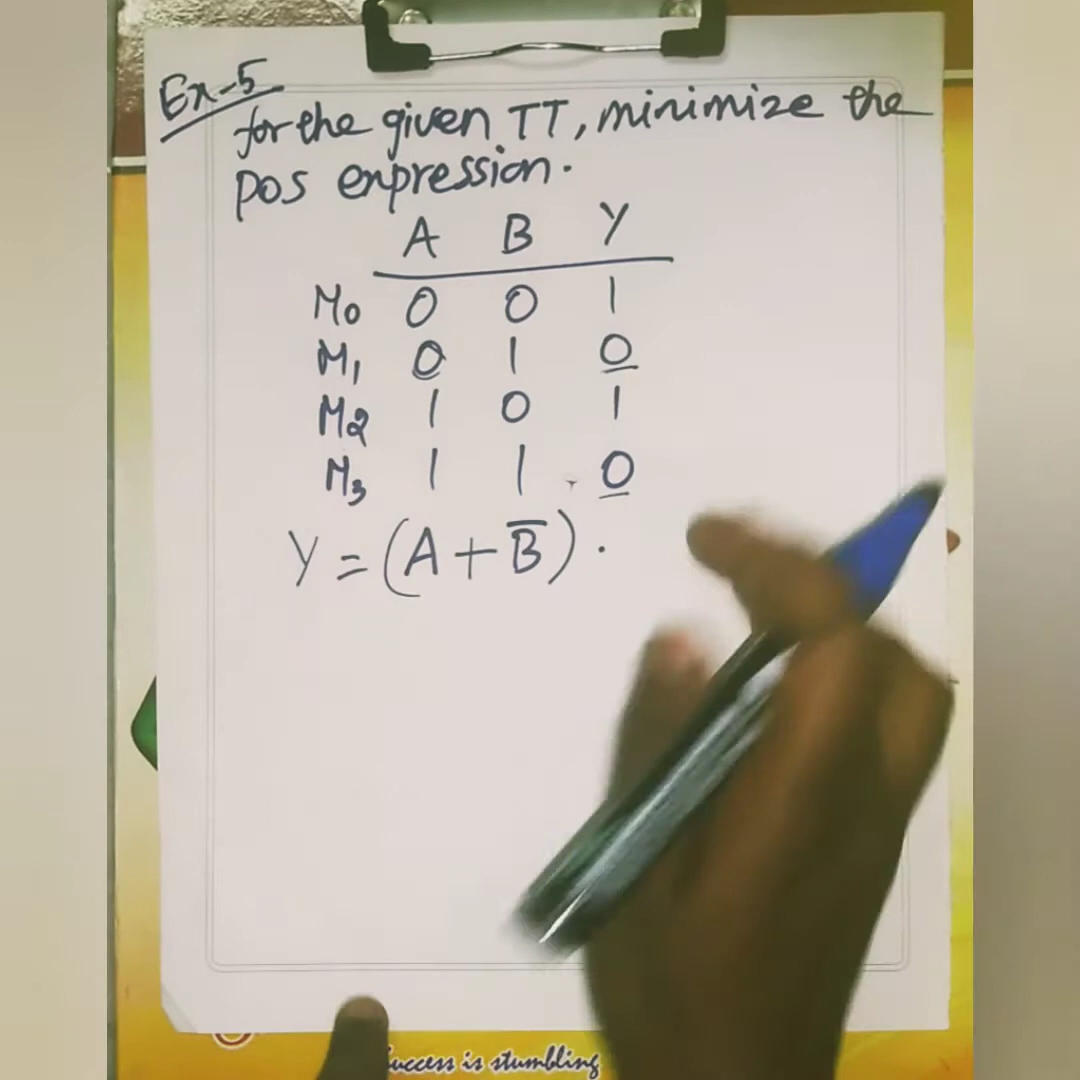 Ex-5
for the given TT, minimize the
POS expression.
A B Y
M0 0 0 1
M1 0 1 0
M2 1 0 1
M3 1 1 0
Y = (A + B̅) .
Success is stumbling